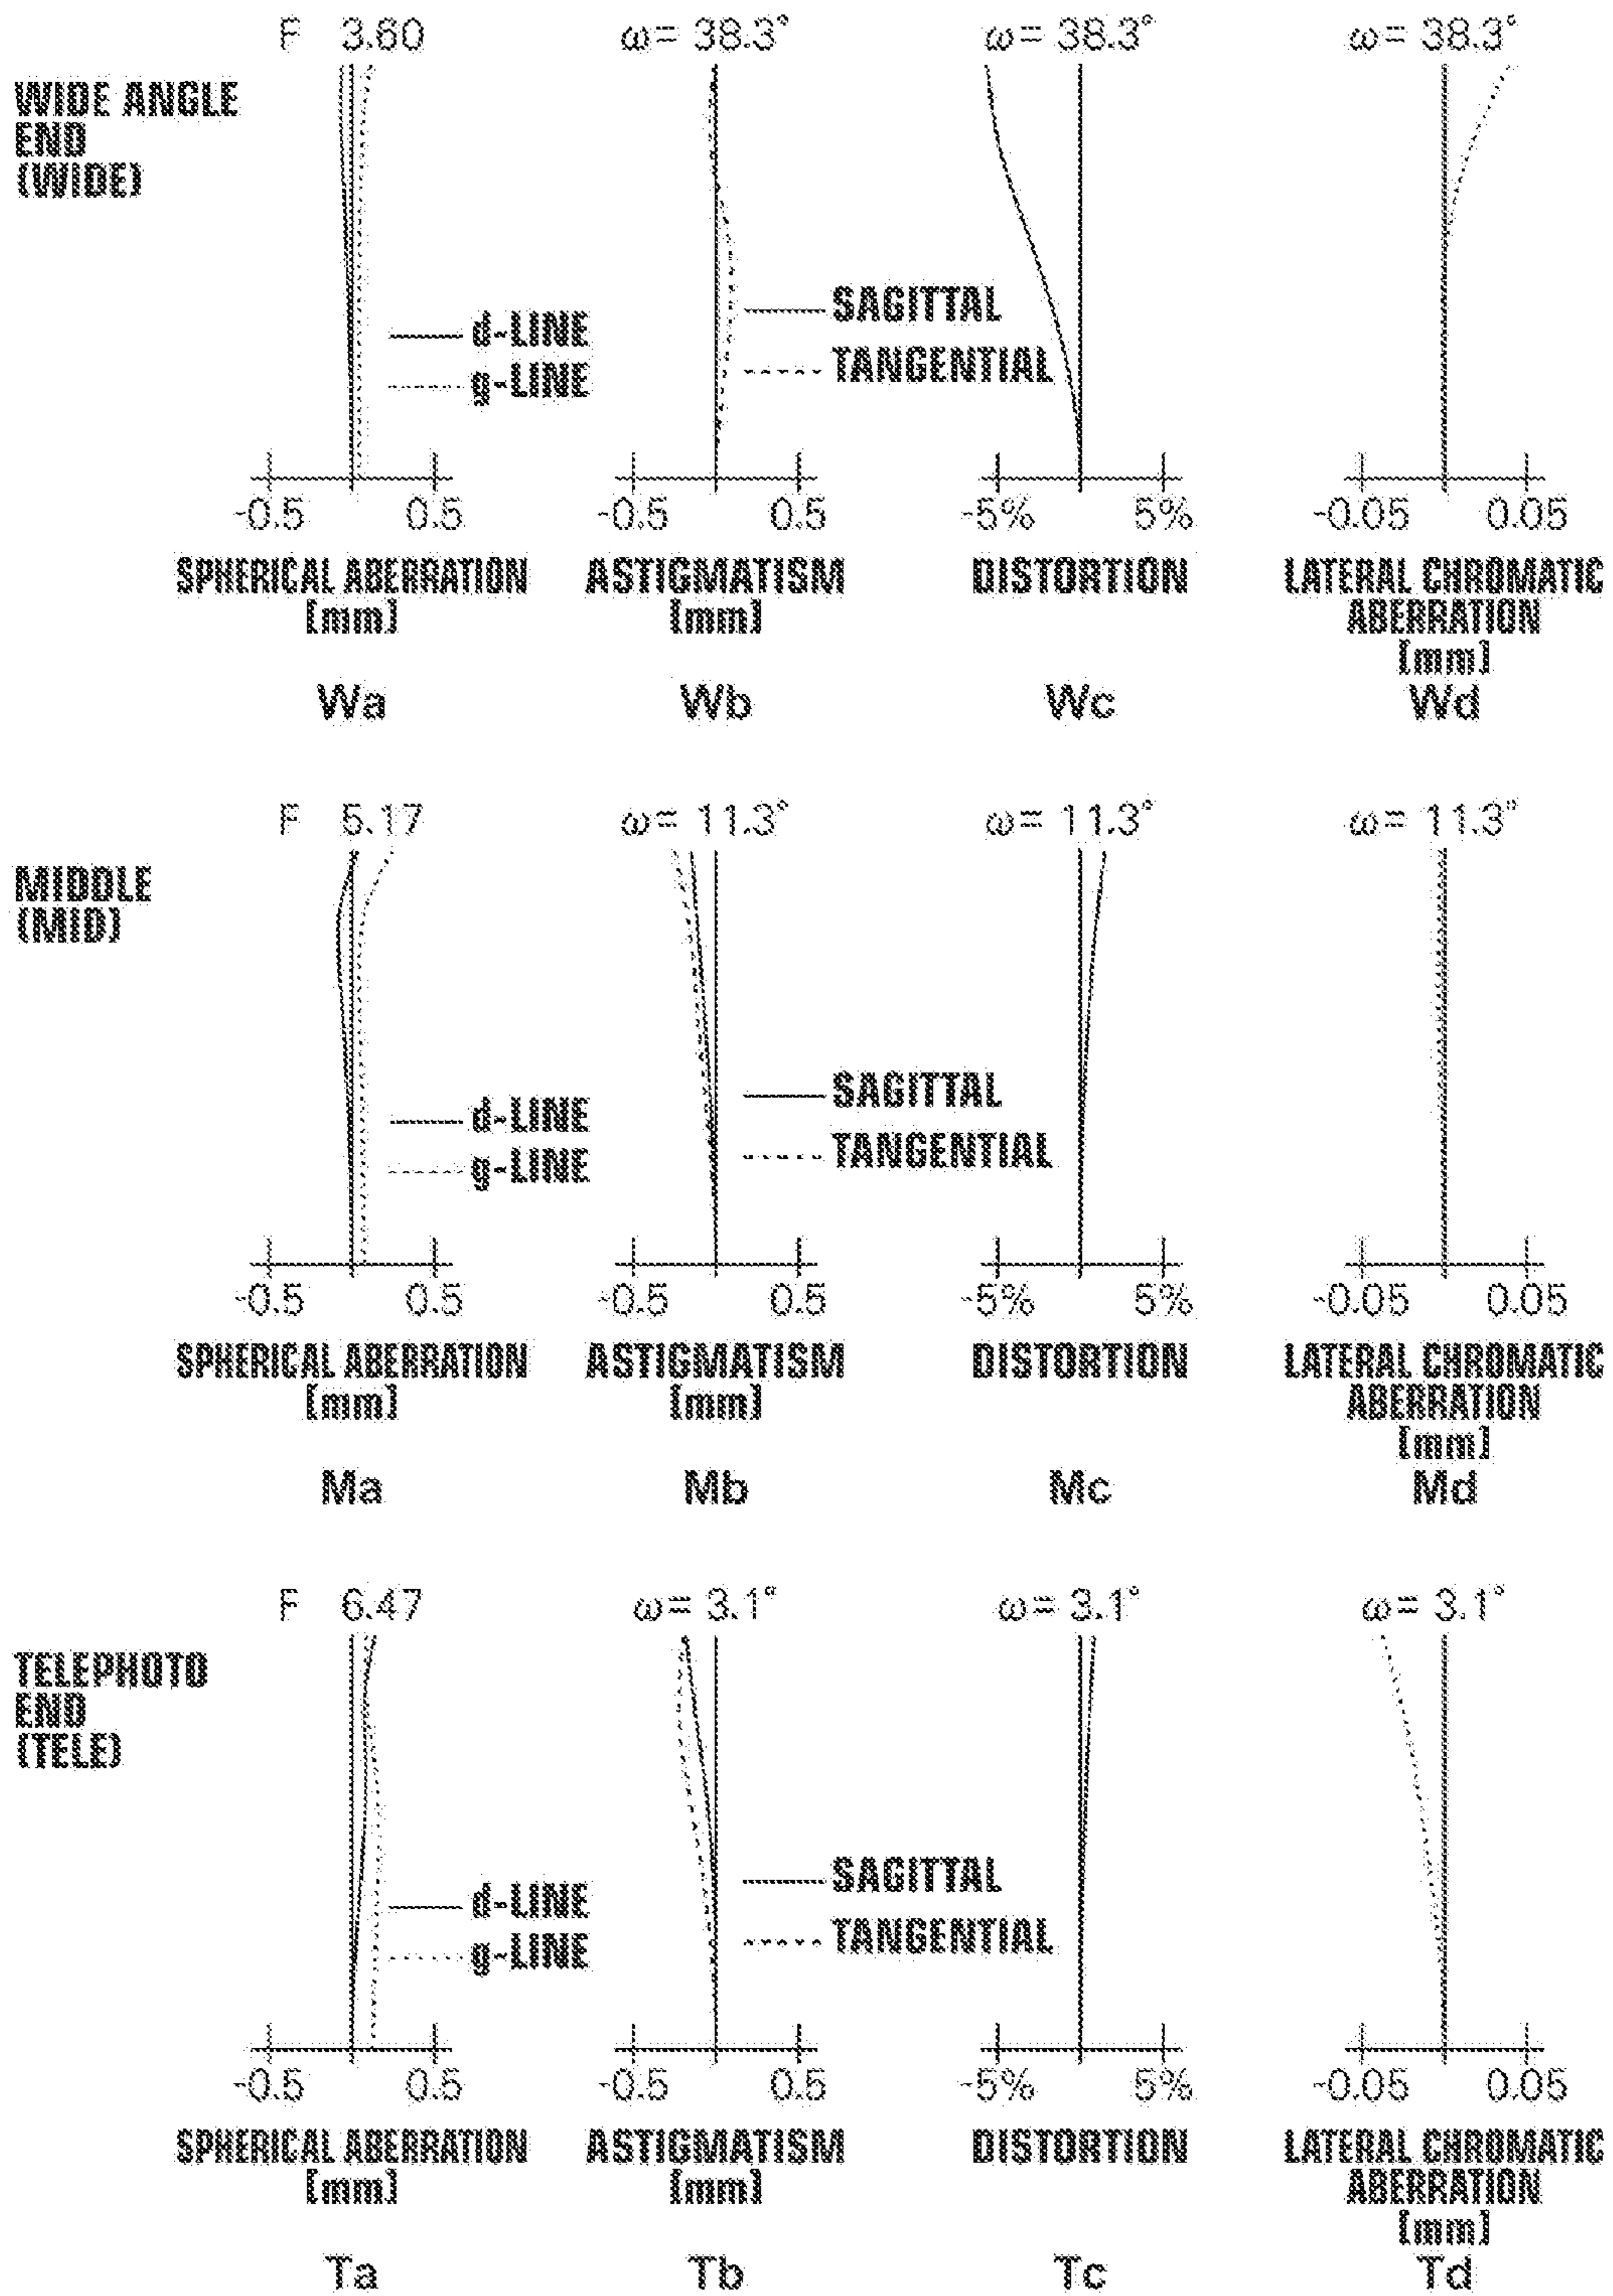 F 3.60 ω= 38.3° ω= 38.3° ω= 38.3°
WIDE ANGLE
END
(WIDE)
d-LINE
g-LINE
SAGITTAL
TANGENTIAL
-0.5 0.5 -0.5 0.5 -5% 5% -0.05 0.05
SPHERICAL ABERRATION
[mm]
ASTIGMATISM
[mm]
DISTORTION
LATERAL CHROMATIC
ABERRATION
[mm]
Wa Wb Wc Wd
F 5.17 ω= 11.3° ω= 11.3° ω= 11.3°
MIDDLE
(MID)
d-LINE
g-LINE
SAGITTAL
TANGENTIAL
-0.5 0.5 -0.5 0.5 -5% 5% -0.05 0.05
SPHERICAL ABERRATION
[mm]
ASTIGMATISM
[mm]
DISTORTION
LATERAL CHROMATIC
ABERRATION
[mm]
Ma Mb Mc Md
F 6.47 ω= 3.1° ω= 3.1° ω= 3.1°
TELEPHOTO
END
(TELE)
d-LINE
g-LINE
SAGITTAL
TANGENTIAL
-0.5 0.5 -0.5 0.5 -5% 5% -0.05 0.05
SPHERICAL ABERRATION
[mm]
ASTIGMATISM
[mm]
DISTORTION
LATERAL CHROMATIC
ABERRATION
[mm]
Ta Tb Tc Td